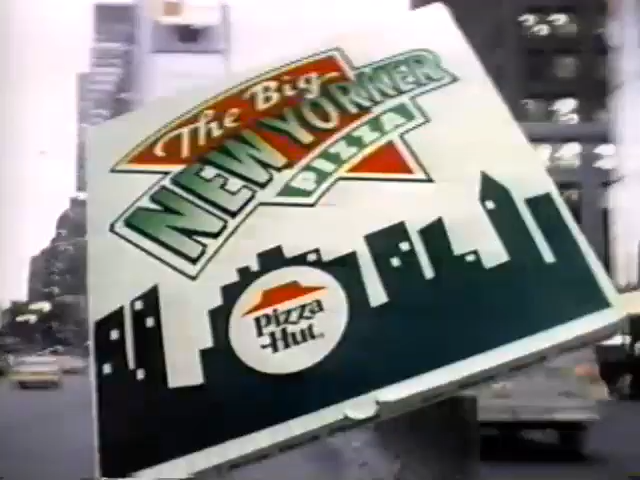 The Big
NEW YORKER
PIZZA
Pizza
Hut.